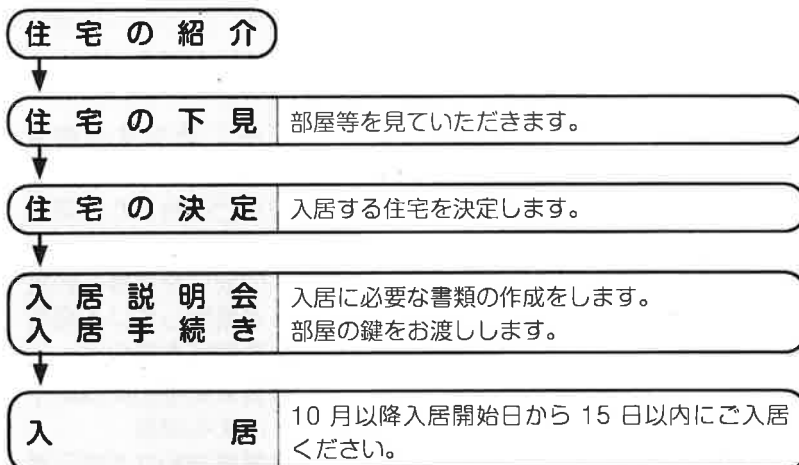 住宅の紹介
住宅の下見
部屋等を見ていただきます。
住宅の決定
入居する住宅を決定します。
入居説明会
入居手続き
入居に必要な書類の作成をします。
部屋の鍵をお渡しします。
入居
10 月以降入居開始日から 15 日以内にご入居
ください。